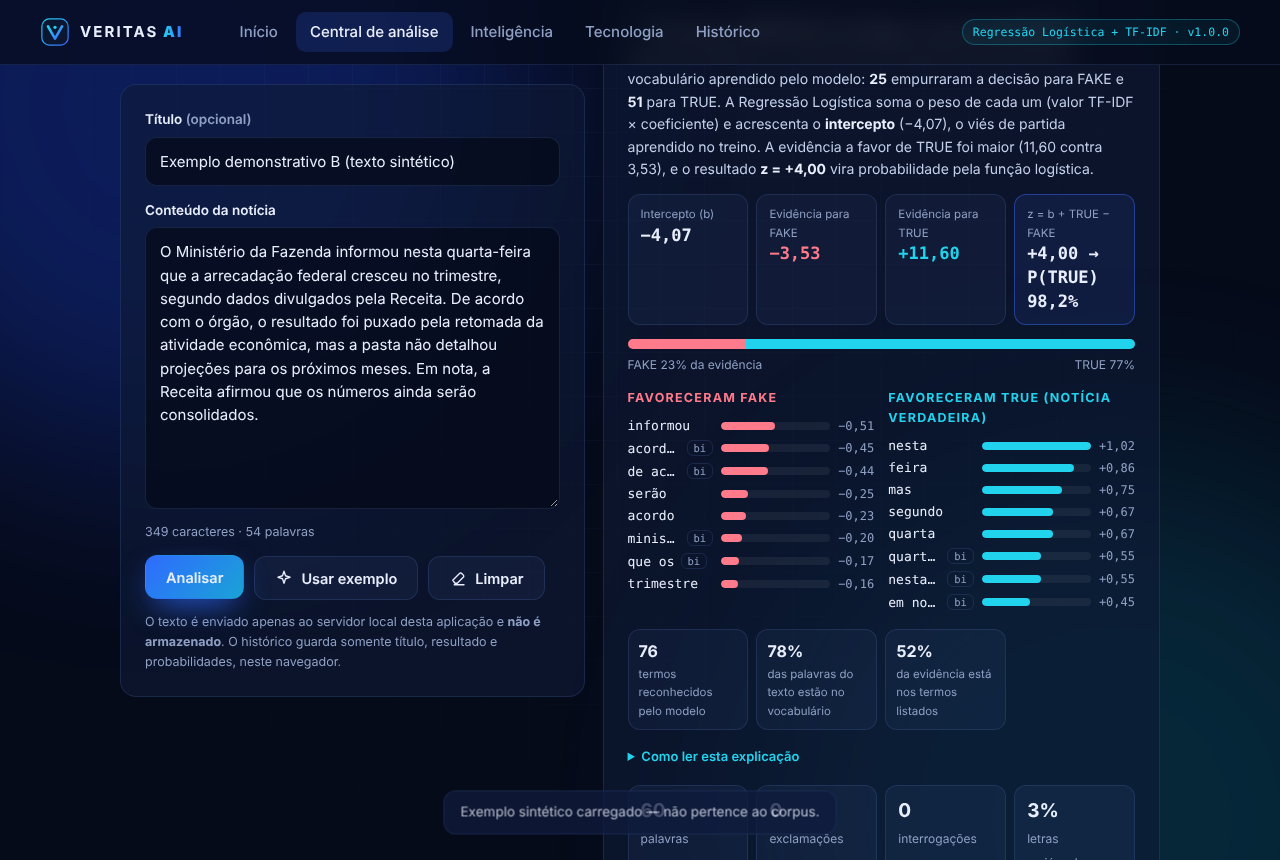 VERITAS AI
Início
Central de análise
Inteligência
Tecnologia
Histórico
Regressão Logística + TF-IDF · v1.0.0
Título (opcional)
Exemplo demonstrativo B (texto sintético)
Conteúdo da notícia
O Ministério da Fazenda informou nesta quarta-feira
que a arrecadação federal cresceu no trimestre,
segundo dados divulgados pela Receita. De acordo
com o órgão, o resultado foi puxado pela retomada da
atividade econômica, mas a pasta não detalhou
projeções para os próximos meses. Em nota, a
Receita afirmou que os números ainda serão
consolidados.
349 caracteres · 54 palavras
Analisar
Usar exemplo
Limpar
O texto é enviado apenas ao servidor local desta aplicação e não é
armazenado. O histórico guarda somente título, resultado e
probabilidades, neste navegador.
vocabulário aprendido pelo modelo: 25 empurraram a decisão para FAKE e
51 para TRUE. A Regressão Logística soma o peso de cada um (valor TF-IDF
× coeficiente) e acrescenta o intercepto (−4,07), o viés de partida
aprendido no treino. A evidência a favor de TRUE foi maior (11,60 contra
3,53), e o resultado z = +4,00 vira probabilidade pela função logística.
Intercepto (b)
−4,07
Evidência para
FAKE
−3,53
Evidência para
TRUE
+11,60
z = b + TRUE −
FAKE
+4,00 →
P(TRUE)
98,2%
FAKE 23% da evidência
TRUE 77%
FAVORECERAM FAKE
informou −0,51
acord… bi −0,45
de ac… bi −0,44
serão −0,25
acordo −0,23
minis… bi −0,20
que os bi −0,17
trimestre −0,16
FAVORECERAM TRUE (NOTÍCIA
VERDADEIRA)
nesta +1,02
feira +0,86
mas +0,75
segundo +0,67
quarta +0,67
quart… bi +0,55
nesta… bi +0,55
em no… bi +0,45
76
termos
reconhecidos
pelo modelo
78%
das palavras do
texto estão no
vocabulário
52%
da evidência está
nos termos
listados
Como ler esta explicação
palavras
exclamações
0
interrogações
3%
letras
Exemplo sintético carregado — não pertence ao corpus.